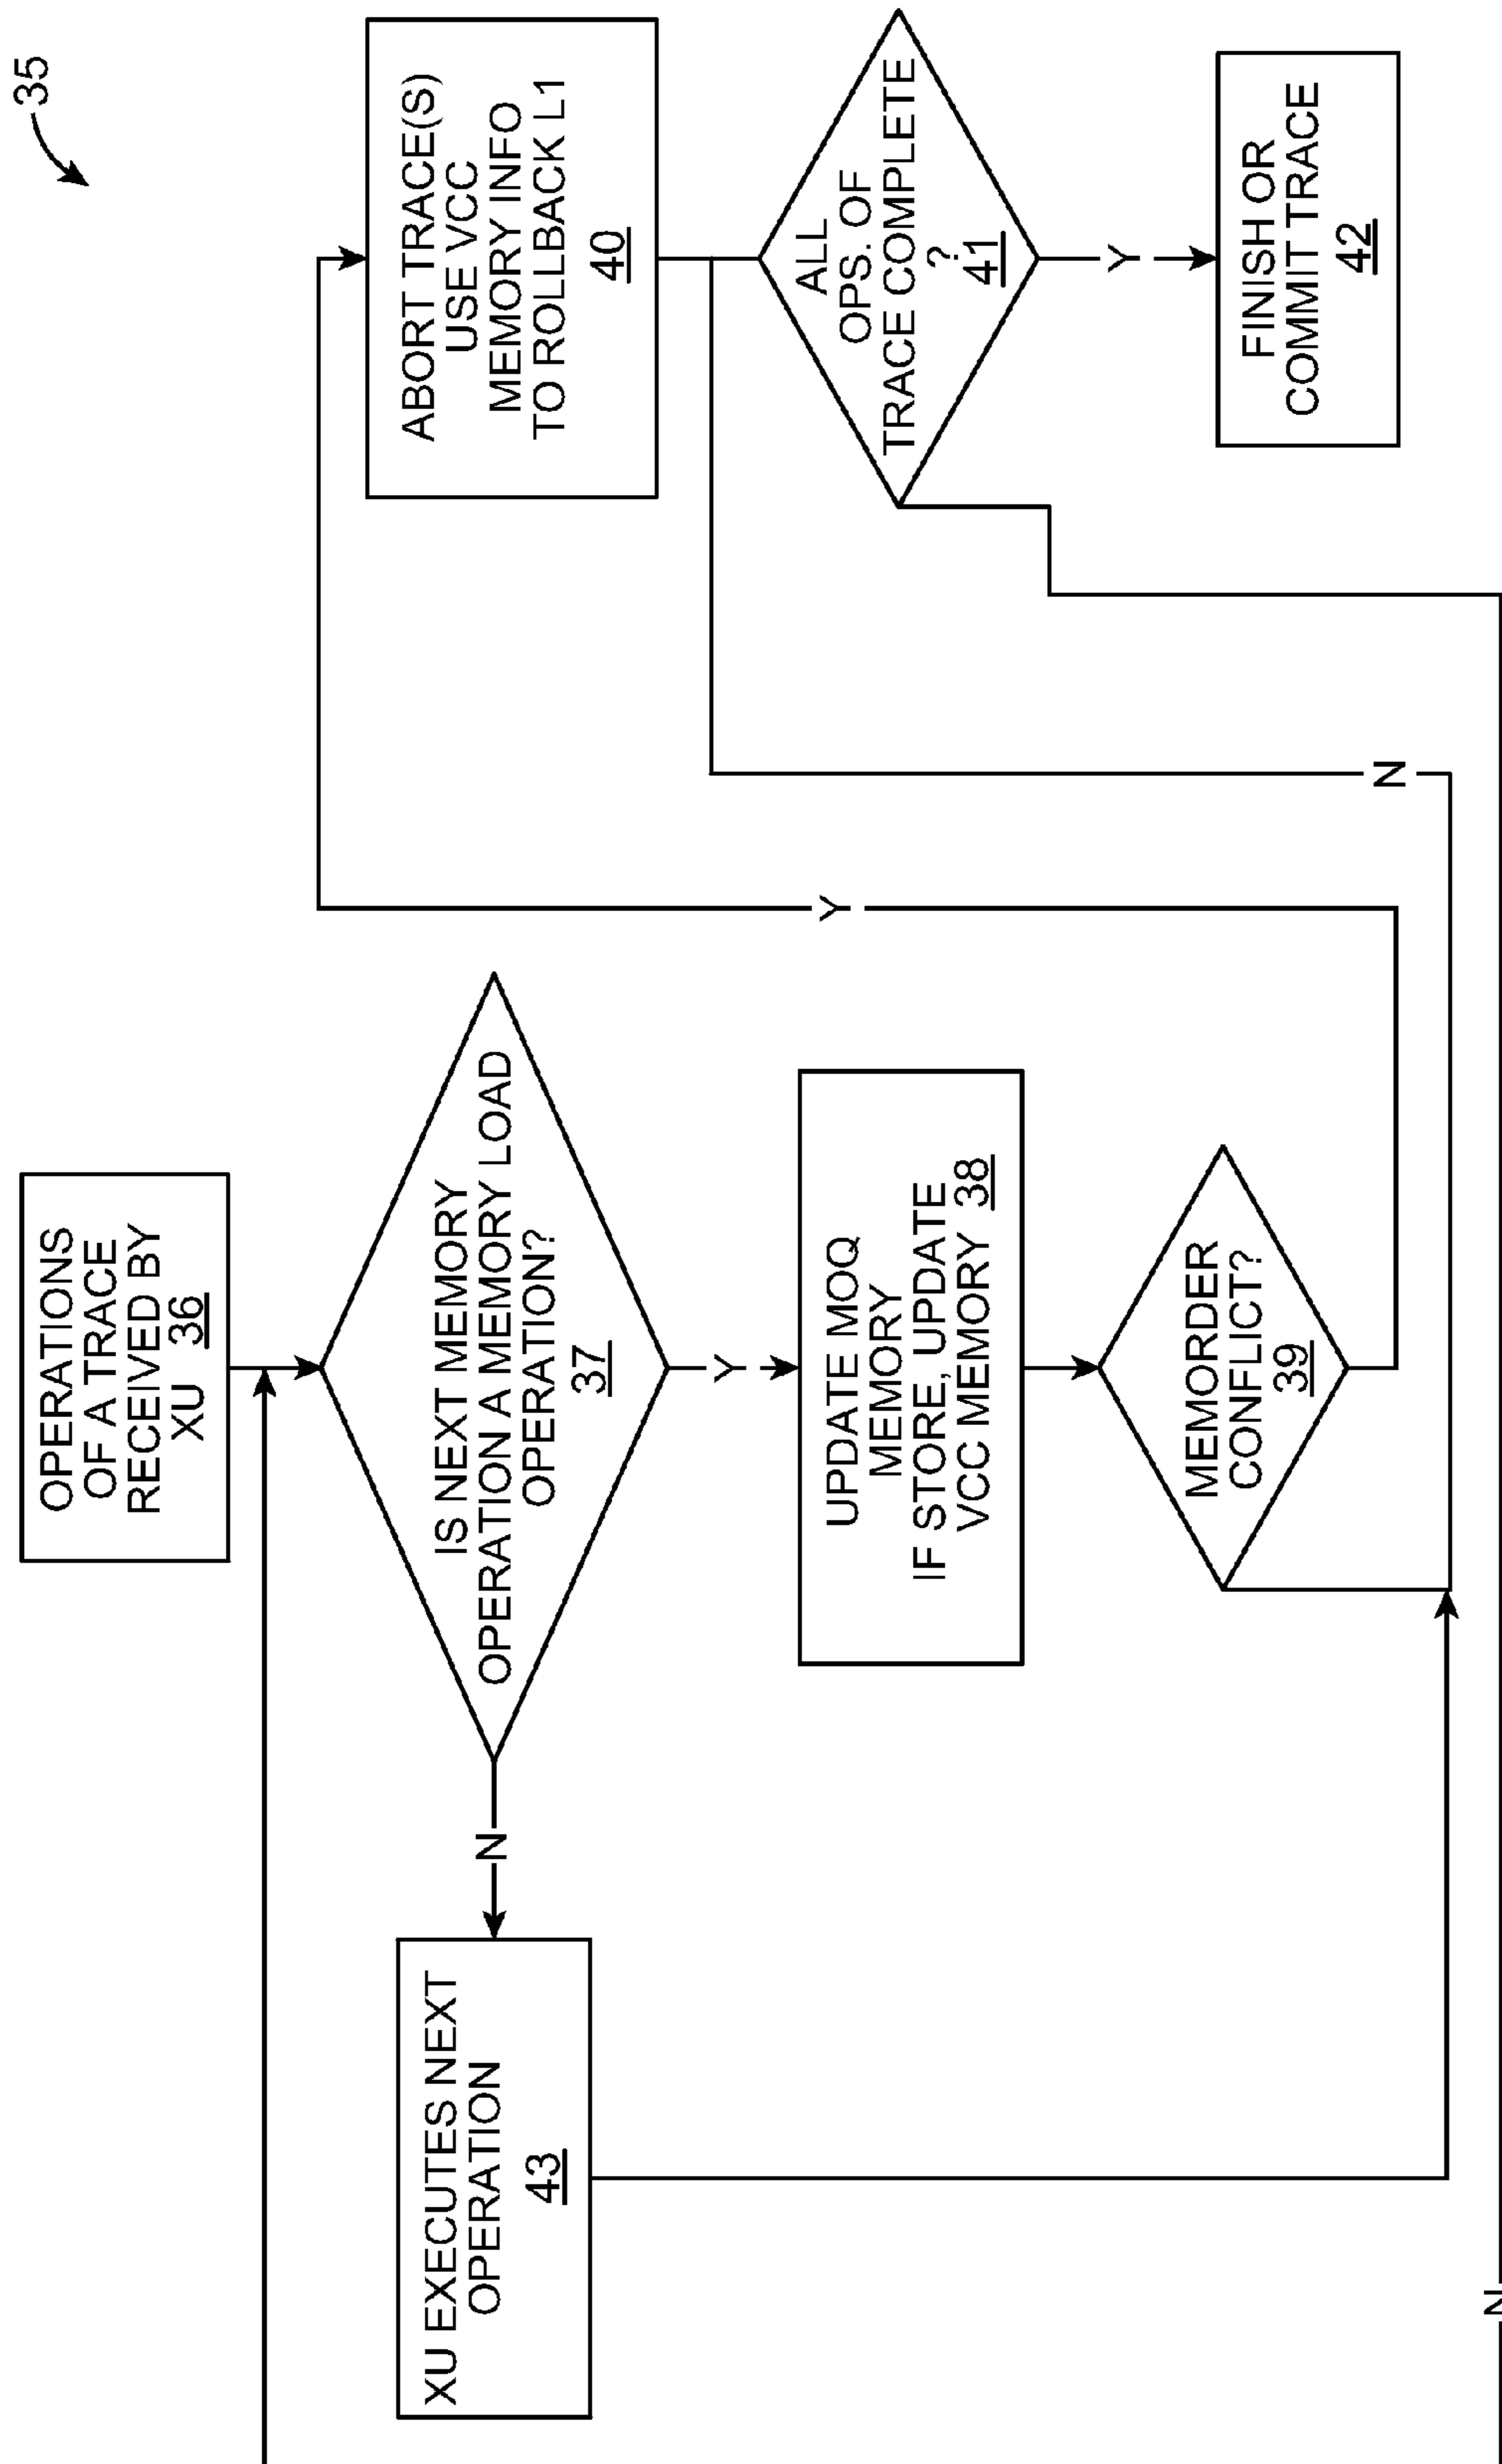 35
OPERATIONS
OF A TRACE
RECEIVED BY
XU 36
IS NEXT MEMORY
OPERATION A MEMORY LOAD
OPERATION?
37
N
Y
XU EXECUTES NEXT
OPERATION
43
UPDATE MOQ
MEMORY
IF STORE, UPDATE
VCC MEMORY 38
MEMORDER
CONFLICT?
39
Y
N
ABORT TRACE(S)
USE VCC
MEMORY INFO
TO ROLLBACK L1
40
ALL
OPS. OF
TRACE COMPLETE
?
41
Y
N
FINISH OR
COMMIT TRACE
42